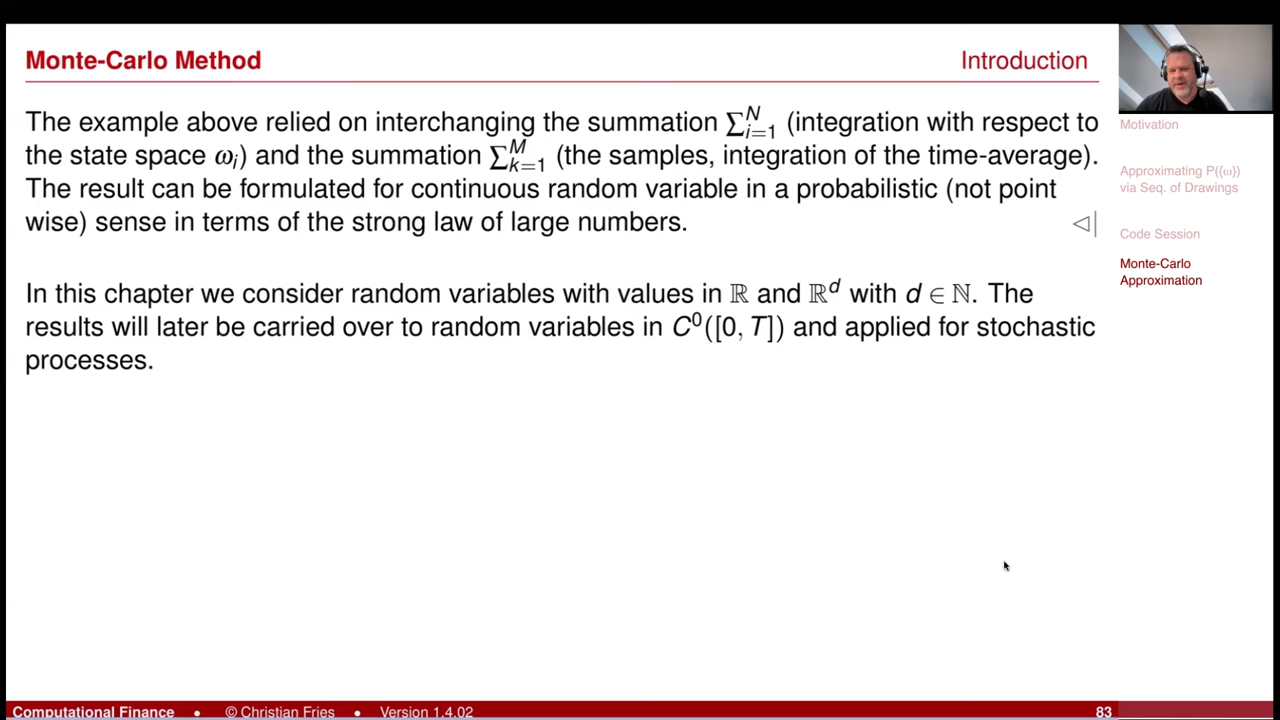 Monte-Carlo Method Introduction
The example above relied on interchanging the summation ∑_{i=1}^{N} (integration with respect to
the state space ω_i) and the summation ∑_{k=1}^{M} (the samples, integration of the time-average).
The result can be formulated for continuous random variable in a probabilistic (not point
wise) sense in terms of the strong law of large numbers. ◁|
In this chapter we consider random variables with values in ℝ and ℝ^d with d ∈ ℕ. The
results will later be carried over to random variables in C^0([0, T]) and applied for stochastic
processes.
Motivation
Approximating P({ω})
via Seq. of Drawings
Code Session
Monte-Carlo
Approximation
Computational Finance • © Christian Fries • Version 1.4.02 83